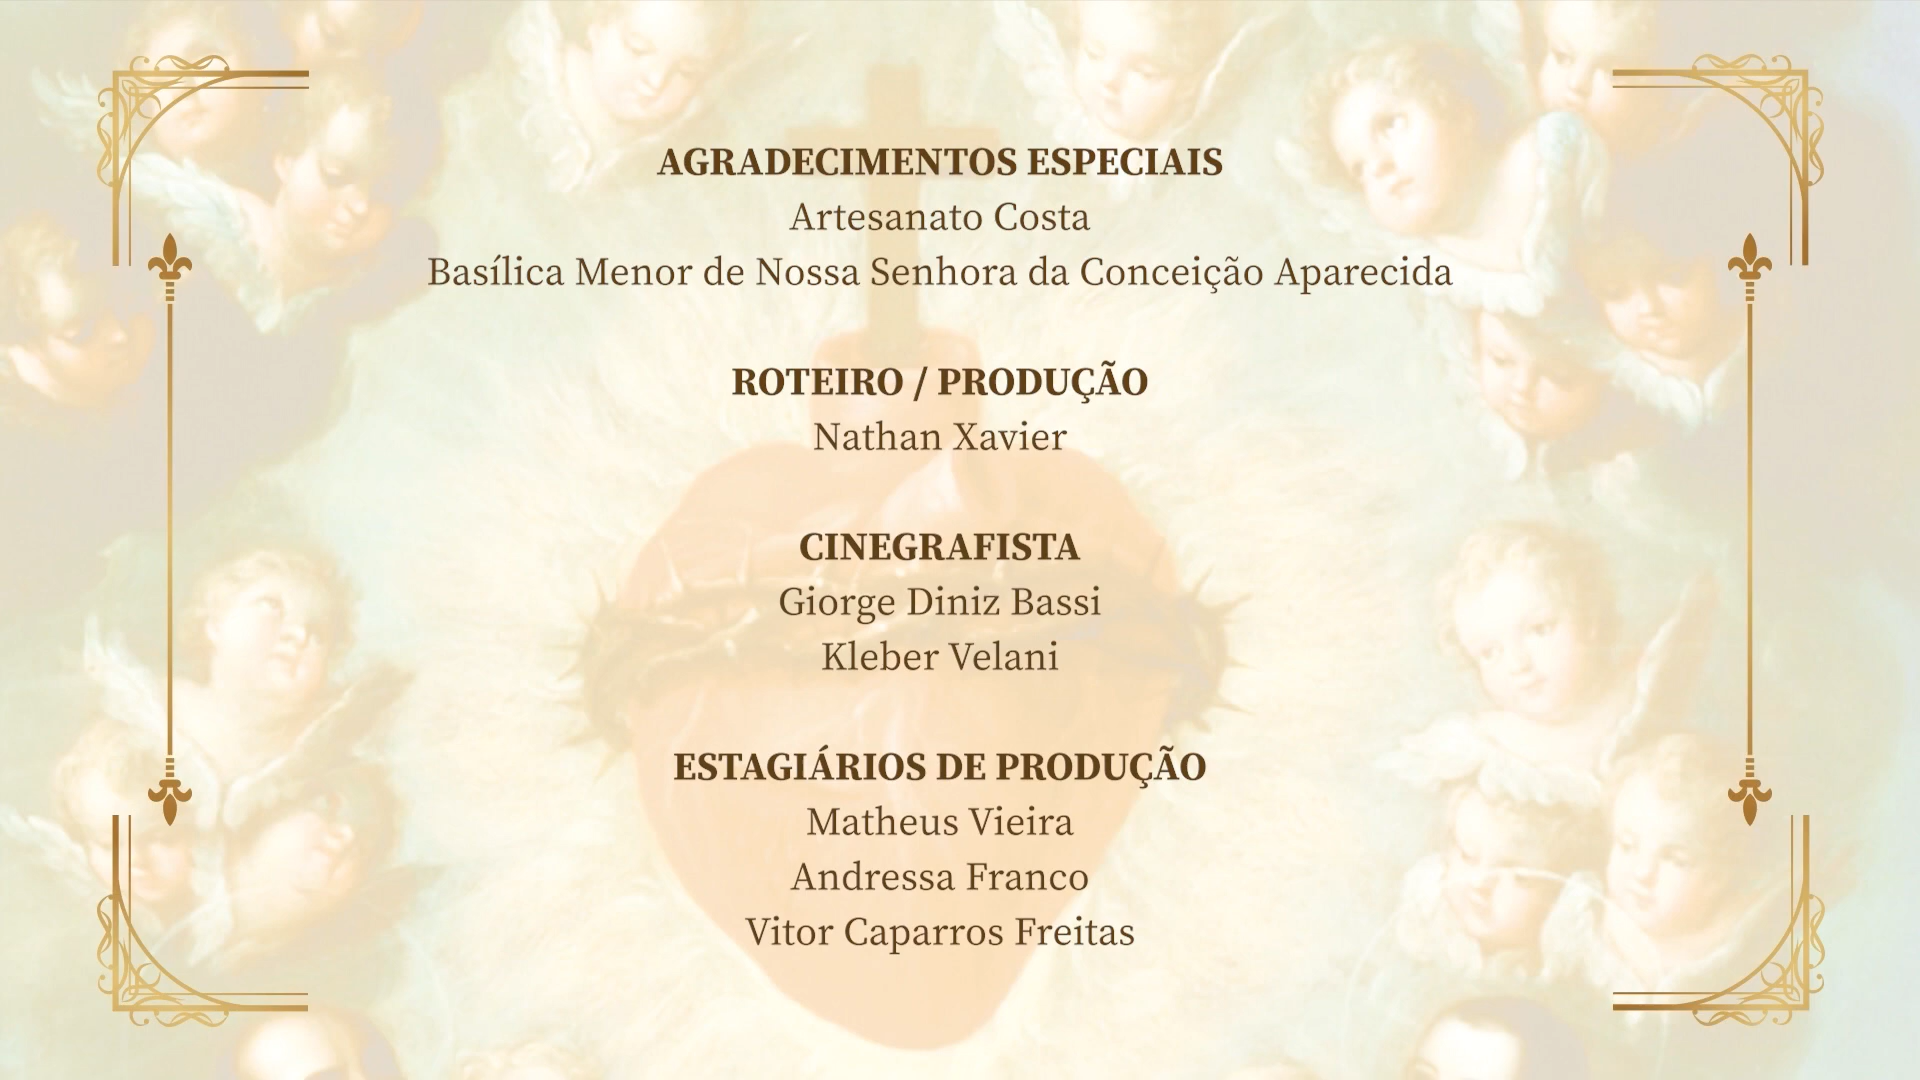 AGRADECIMENTOS ESPECIAIS
Artesanato Costa
Basílica Menor de Nossa Senhora da Conceição Aparecida
ROTEIRO / PRODUÇÃO
Nathan Xavier
CINEGRAFISTA
Giorge Diniz Bassi
Kleber Velani
ESTAGIÁRIOS DE PRODUÇÃO
Matheus Vieira
Andressa Franco
Vitor Caparros Freitas